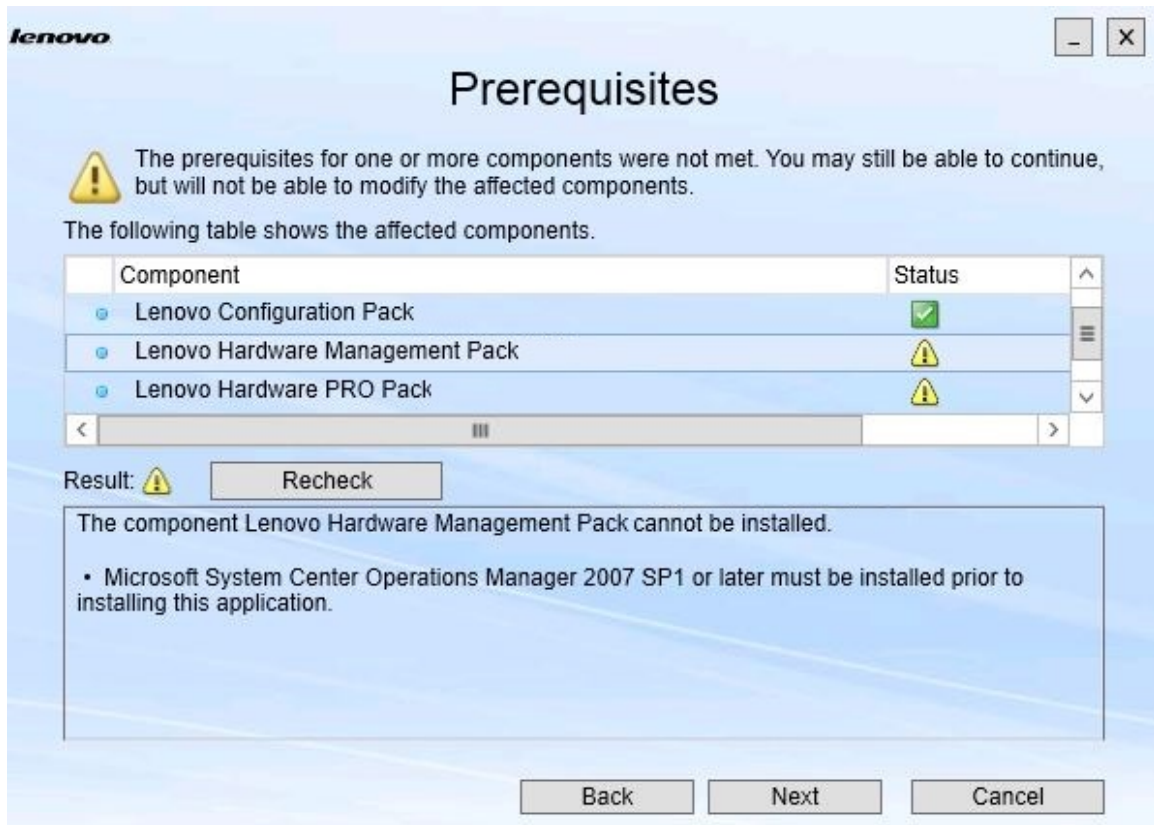 lenovo
Prerequisites
The prerequisites for one or more components were not met. You may still be able to continue,
but will not be able to modify the affected components.
The following table shows the affected components.
Component Status
Lenovo Configuration Pack
Lenovo Hardware Management Pack
Lenovo Hardware PRO Pack
Result: Recheck
The component Lenovo Hardware Management Pack cannot be installed.
• Microsoft System Center Operations Manager 2007 SP1 or later must be installed prior to
installing this application.
Back Next Cancel